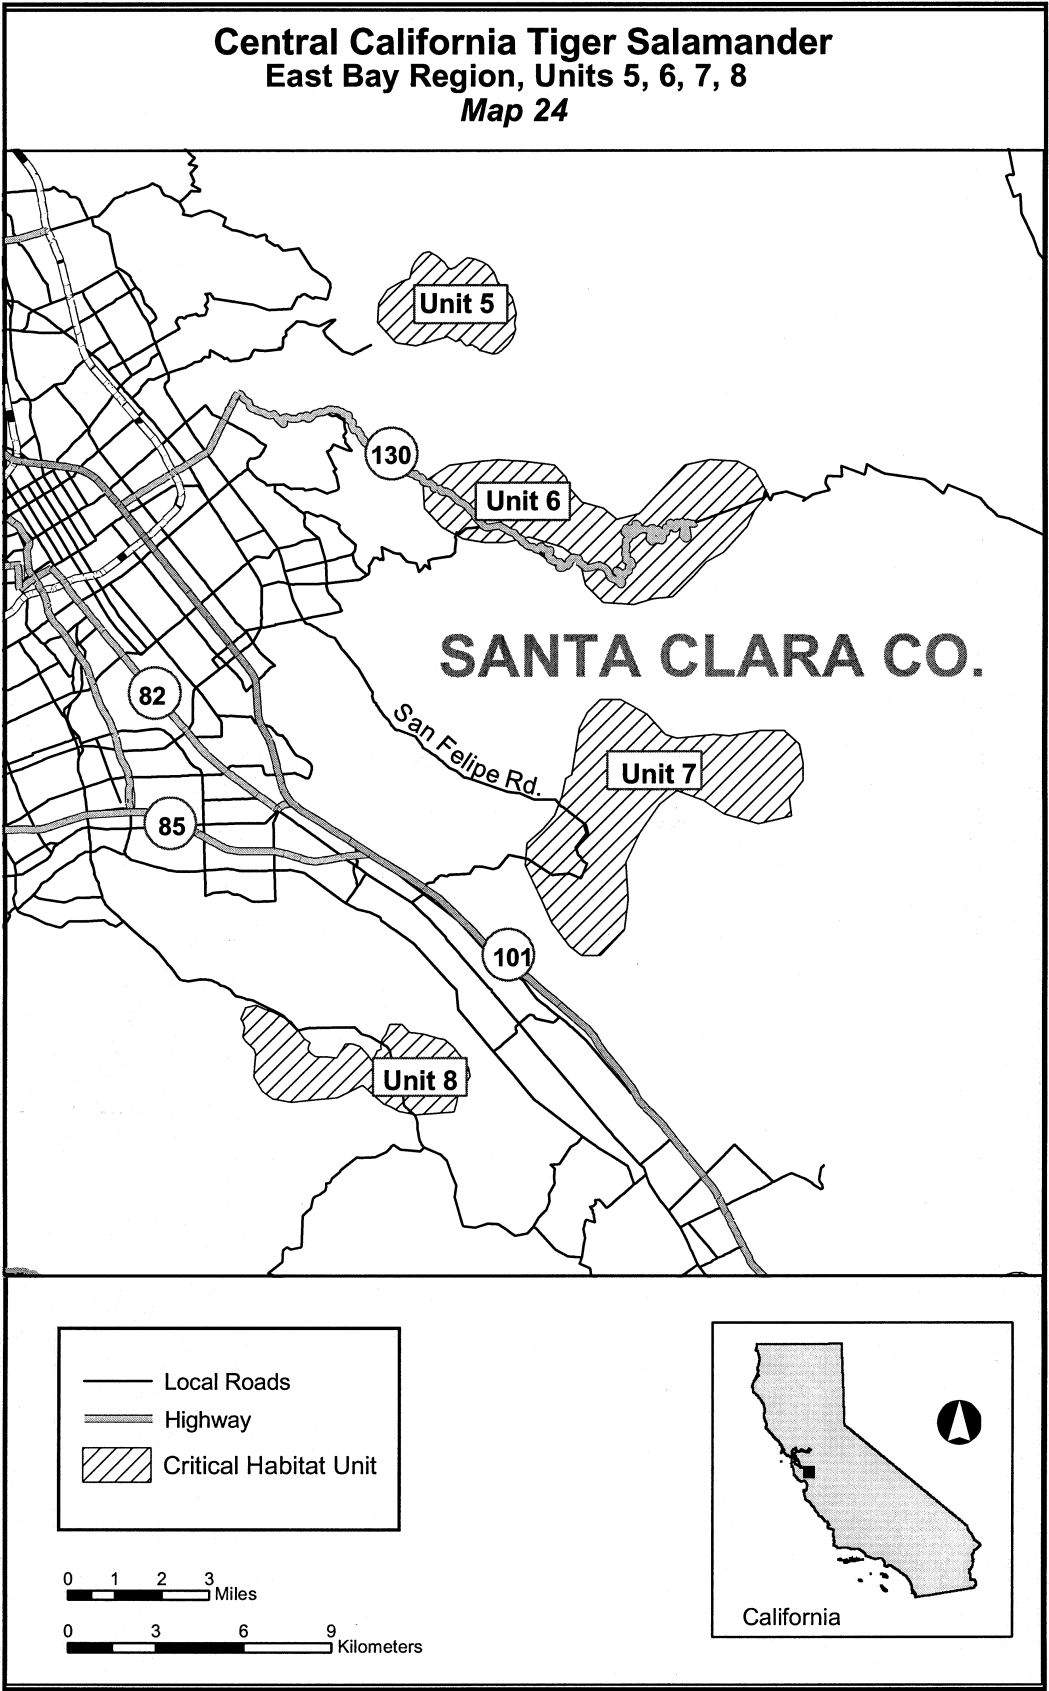 Central California Tiger Salamander
East Bay Region, Units 5, 6, 7, 8
Map 24
Unit 5
130
Unit 6
SANTA CLARA CO.
82
San Felipe Rd.
Unit 7
85
101
Unit 8
Local Roads
Highway
Critical Habitat Unit
0 1 2 3
Miles
0 3 6 9
Kilometers
California